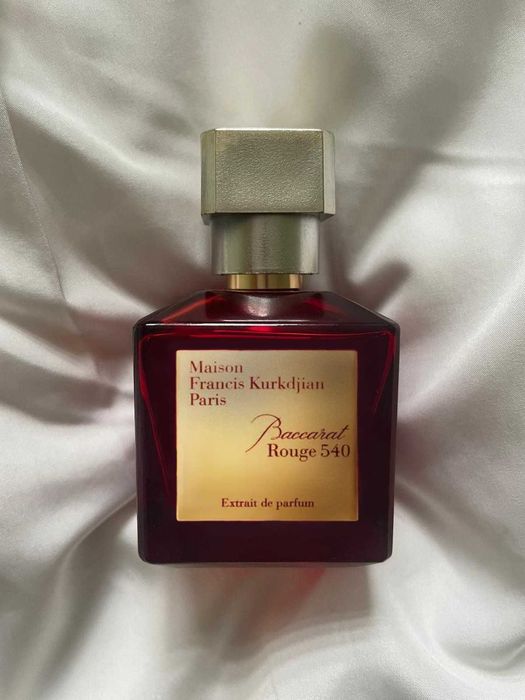 Maison
Francis Kurkdjian
Paris
Baccarat
Rouge 540
Extrait de parfum